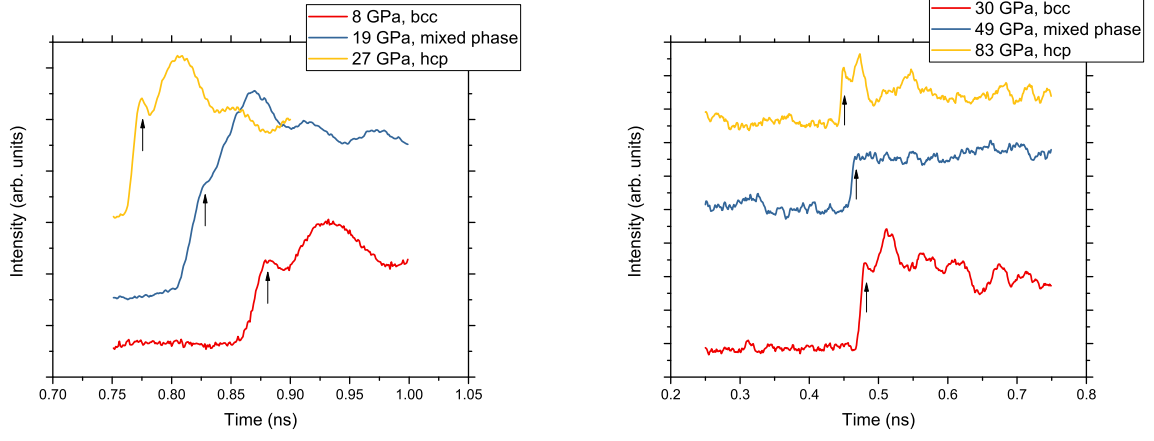 8 GPa, bcc
19 GPa, mixed phase
27 GPa, hcp
Intensity (arb. units)
0.70 0.75 0.80 0.85 0.90 0.95 1.00 1.05
Time (ns)
30 GPa, bcc
49 GPa, mixed phase
83 GPa, hcp
Intensity (arb. units)
0.2 0.3 0.4 0.5 0.6 0.7 0.8
Time (ns)